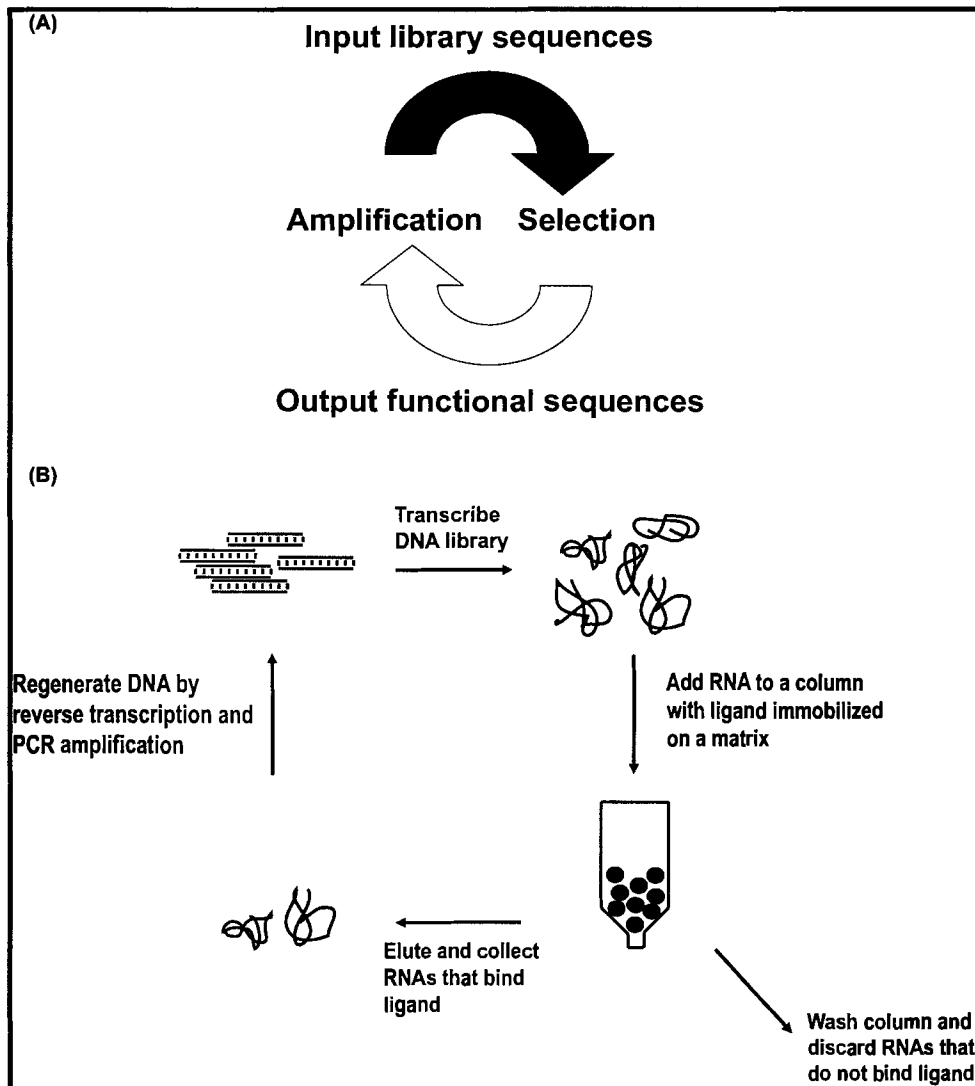 (A)
Input library sequences
Amplification Selection
Output functional sequences
(B)
Transcribe
DNA library
Regenerate DNA by
reverse transcription and
PCR amplification
Add RNA to a column
with ligand immobilized
on a matrix
Elute and collect
RNAs that bind
ligand
Wash column and
discard RNAs that
do not bind ligand